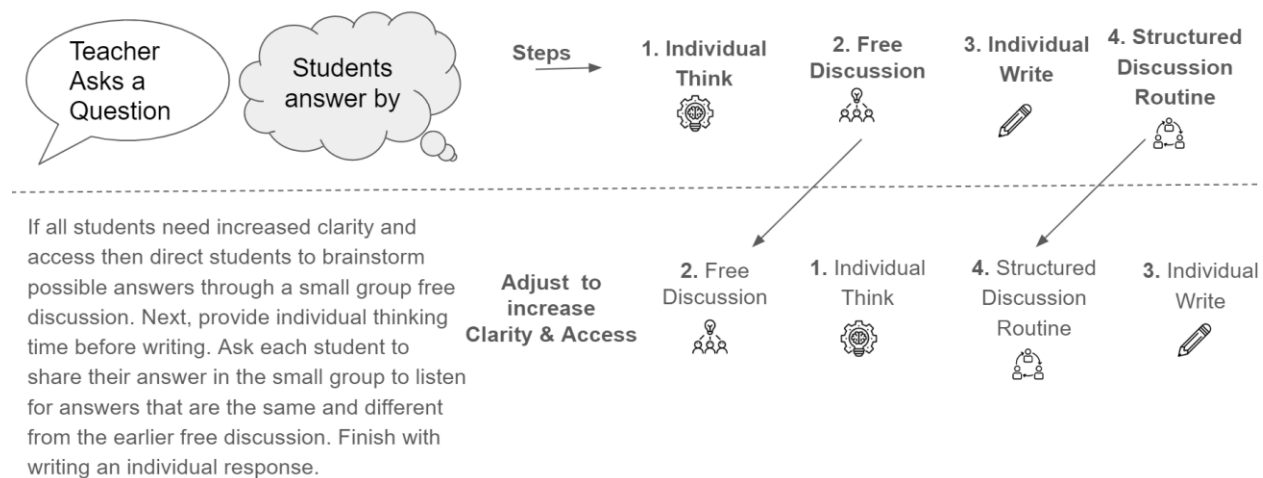 Teacher
Asks a
Question
Students
answer by
Steps
1. Individual
Think
2. Free
Discussion
3. Individual
Write
4. Structured
Discussion
Routine
If all students need increased clarity and
access then direct students to brainstorm
possible answers through a small group free
discussion. Next, provide individual thinking
time before writing. Ask each student to
share their answer in the small group to listen
for answers that are the same and different
from the earlier free discussion. Finish with
writing an individual response.
Adjust to
increase
Clarity & Access
2. Free
Discussion
1. Individual
Think
4. Structured
Discussion
Routine
3. Individual
Write